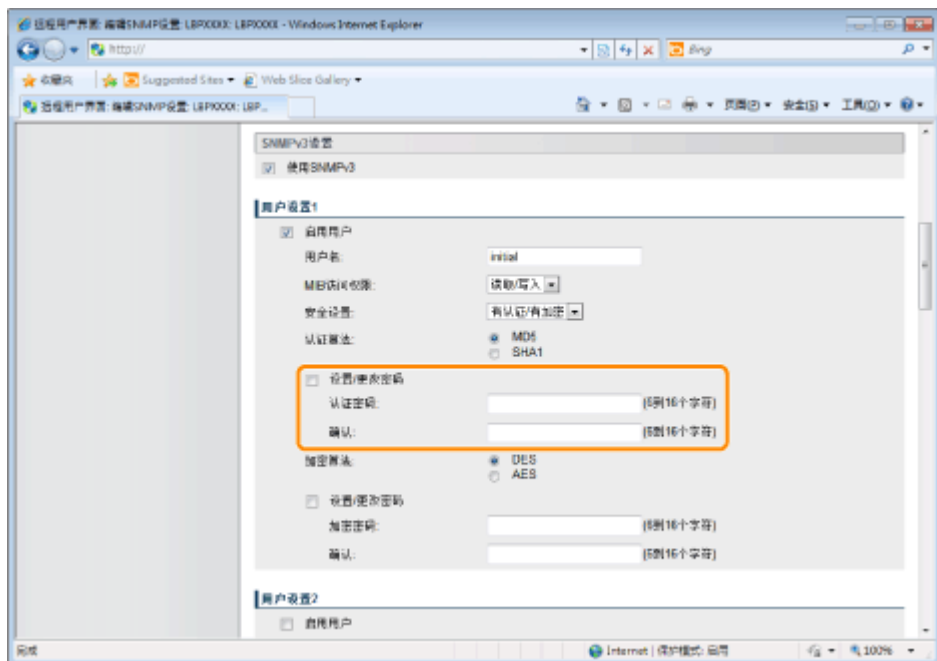 远程用户界面: 编辑SNMP设置: LBPXXXX: LBPXXXX - Windows Internet Explorer
http://
Bing
收藏夹 Suggested Sites Web Slice Gallery
远程用户界面: 编辑SNMP设置: LBPXXXX: LBP...
页面(P) 安全(S) 工具(O)
SNMPv3设置
使用SNMPv3
用户设置1
启用用户
用户名: initial
MIB访问权限: 读取/写入
安全设置: 有认证/有加密
认证算法: MD5
SHA1
设置/更改密码
认证密码: (6到16个字符)
确认: (6到16个字符)
加密算法: DES
AES
设置/更改密码
加密密码: (6到16个字符)
确认: (6到16个字符)
用户设置2
启用用户
完成 Internet | 保护模式: 启用 100%